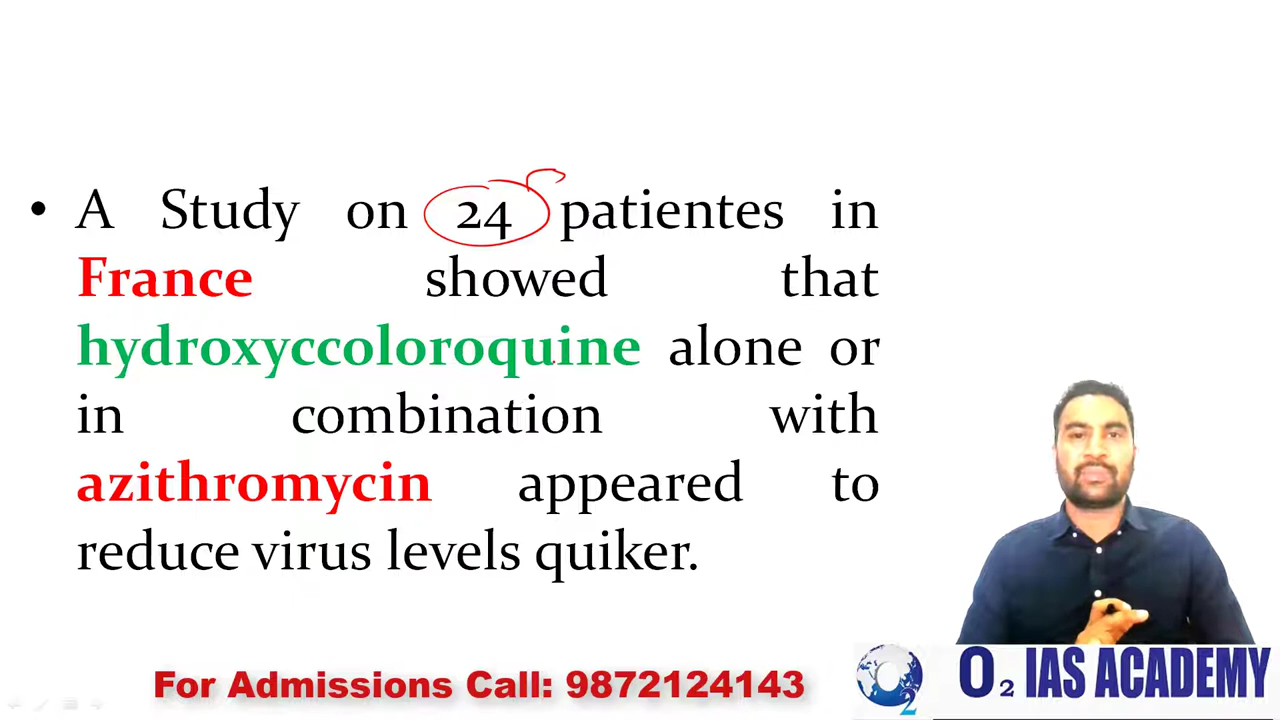 • A Study on 24 patientes in
France showed that
hydroxyccoloroquine alone or
in combination with
azithromycin appeared to
reduce virus levels quiker.
For Admissions Call: 9872124143
O2 IAS ACADEMY